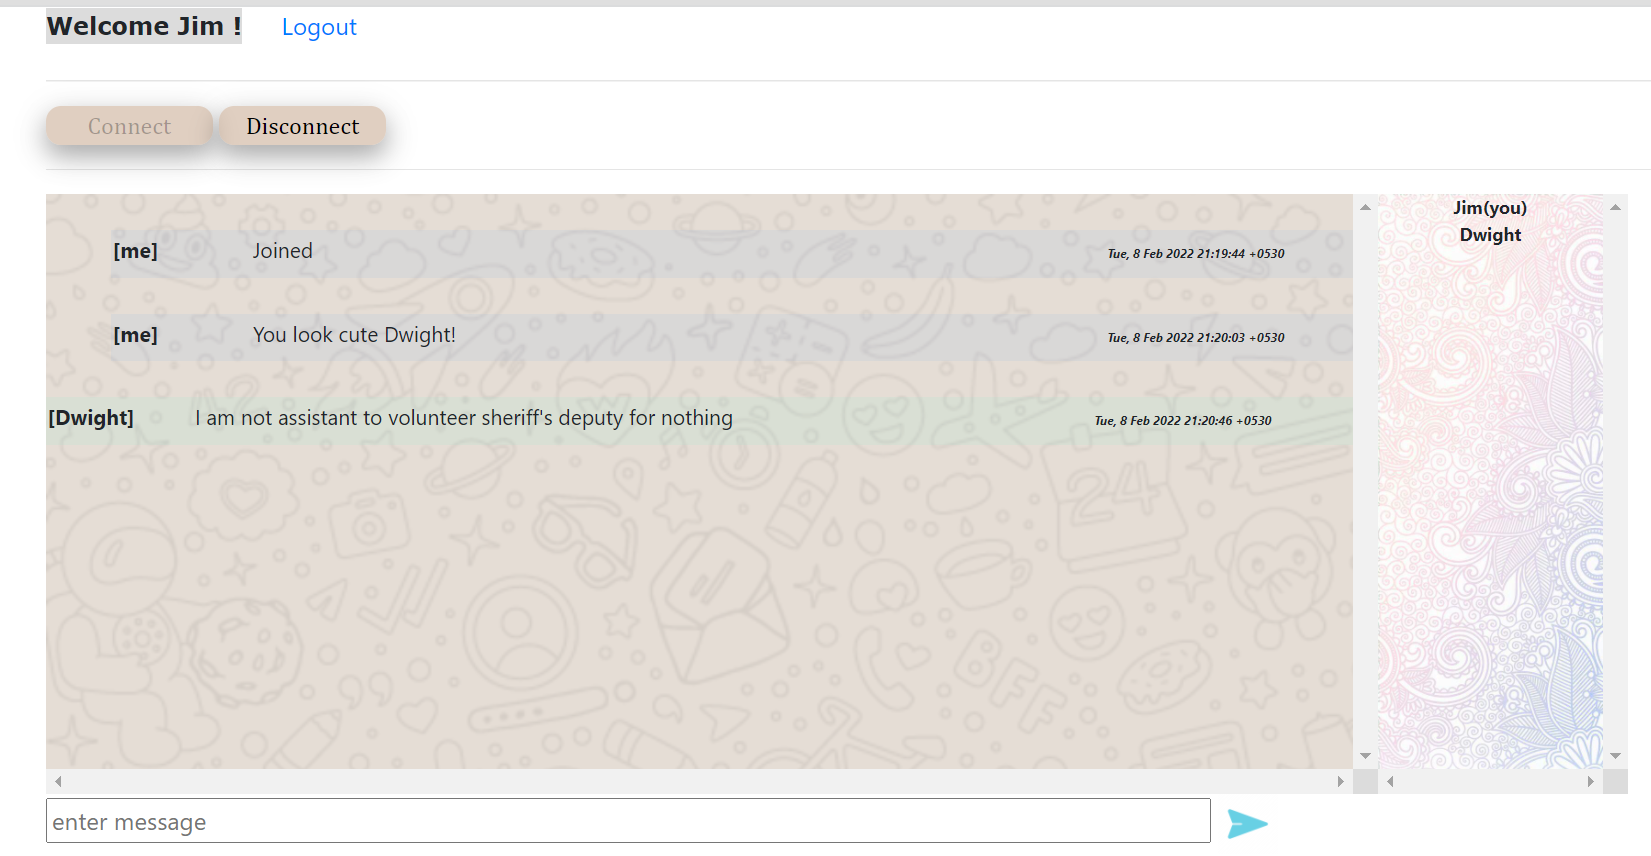 Welcome Jim ! Logout
Connect Disconnect
Jim(you)
Dwight
[me] Joined Tue, 8 Feb 2022 21:19:44 +0530
[me] You look cute Dwight! Tue, 8 Feb 2022 21:20:03 +0530
[Dwight] I am not assistant to volunteer sheriff's deputy for nothing Tue, 8 Feb 2022 21:20:46 +0530
24
BFF
enter message